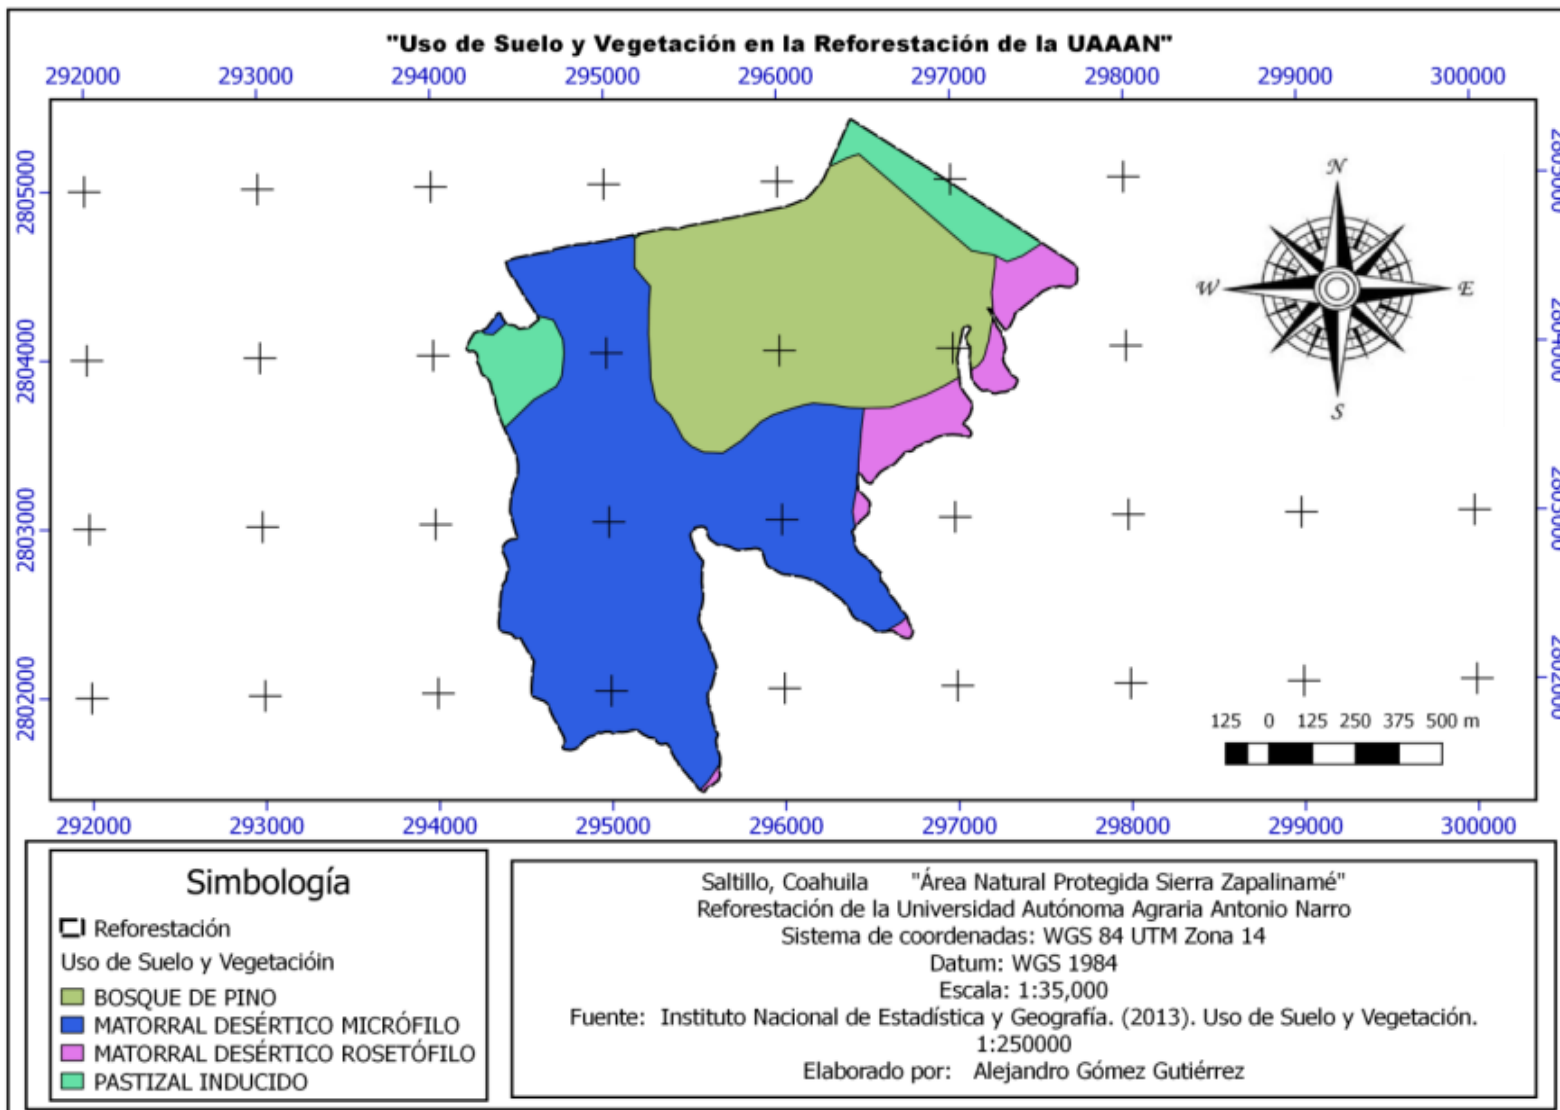 "Uso de Suelo y Vegetación en la Reforestación de la UAAAN"
292000 293000 294000 295000 296000 297000 298000 299000 300000
2805000
2804000
2803000
2802000
2805000
2804000
2803000
2802000
N
W E
S
125 0 125 250 375 500 m
292000 293000 294000 295000 296000 297000 298000 299000 300000
Simbología
Reforestación
Uso de Suelo y Vegetacióin
BOSQUE DE PINO
MATORRAL DESÉRTICO MICRÓFILO
MATORRAL DESÉRTICO ROSETÓFILO
PASTIZAL INDUCIDO
Saltillo, Coahuila "Área Natural Protegida Sierra Zapalinamé"
Reforestación de la Universidad Autónoma Agraria Antonio Narro
Sistema de coordenadas: WGS 84 UTM Zona 14
Datum: WGS 1984
Escala: 1:35,000
Fuente: Instituto Nacional de Estadística y Geografía. (2013). Uso de Suelo y Vegetación.
1:250000
Elaborado por: Alejandro Gómez Gutiérrez